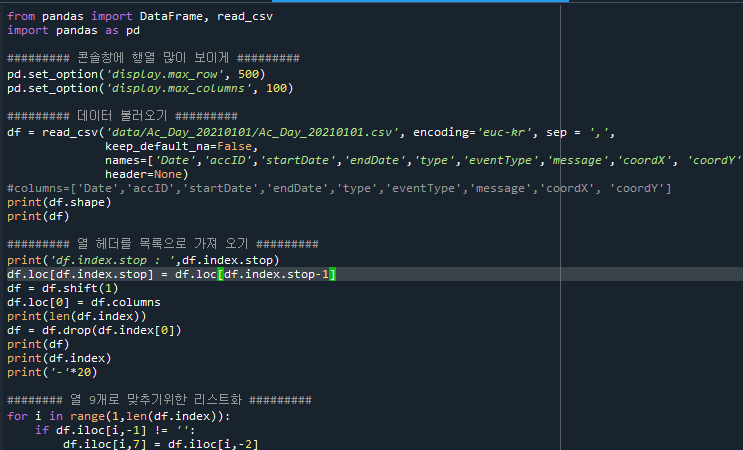 from pandas import DataFrame, read_csv
import pandas as pd
######### 콘솔창에 행열 많이 보이게 #########
pd.set_option('display.max_row', 500)
pd.set_option('display.max_columns', 100)
######### 데이터 불러오기 #########
df = read_csv('data/Ac_Day_20210101/Ac_Day_20210101.csv', encoding='euc-kr', sep = ',',
keep_default_na=False,
names=['Date','accID','startDate','endDate','type','eventType','message','coordX', 'coordY'
header=None)
#columns=['Date','accID','startDate','endDate','type','eventType','message','coordX', 'coordY']
print(df.shape)
print(df)
######### 열 헤더를 목록으로 가져 오기 #########
print('df.index.stop : ',df.index.stop)
df.loc[df.index.stop] = df.loc[df.index.stop-1]
df = df.shift(1)
df.loc[0] = df.columns
print(len(df.index))
df = df.drop(df.index[0])
print(df)
print(df.index)
print('-'*20)
######## 열 9개로 맞추기위한 리스트화 #########
for i in range(1,len(df.index)):
if df.iloc[i,-1] != '':
df.iloc[i,7] = df.iloc[i,-2]